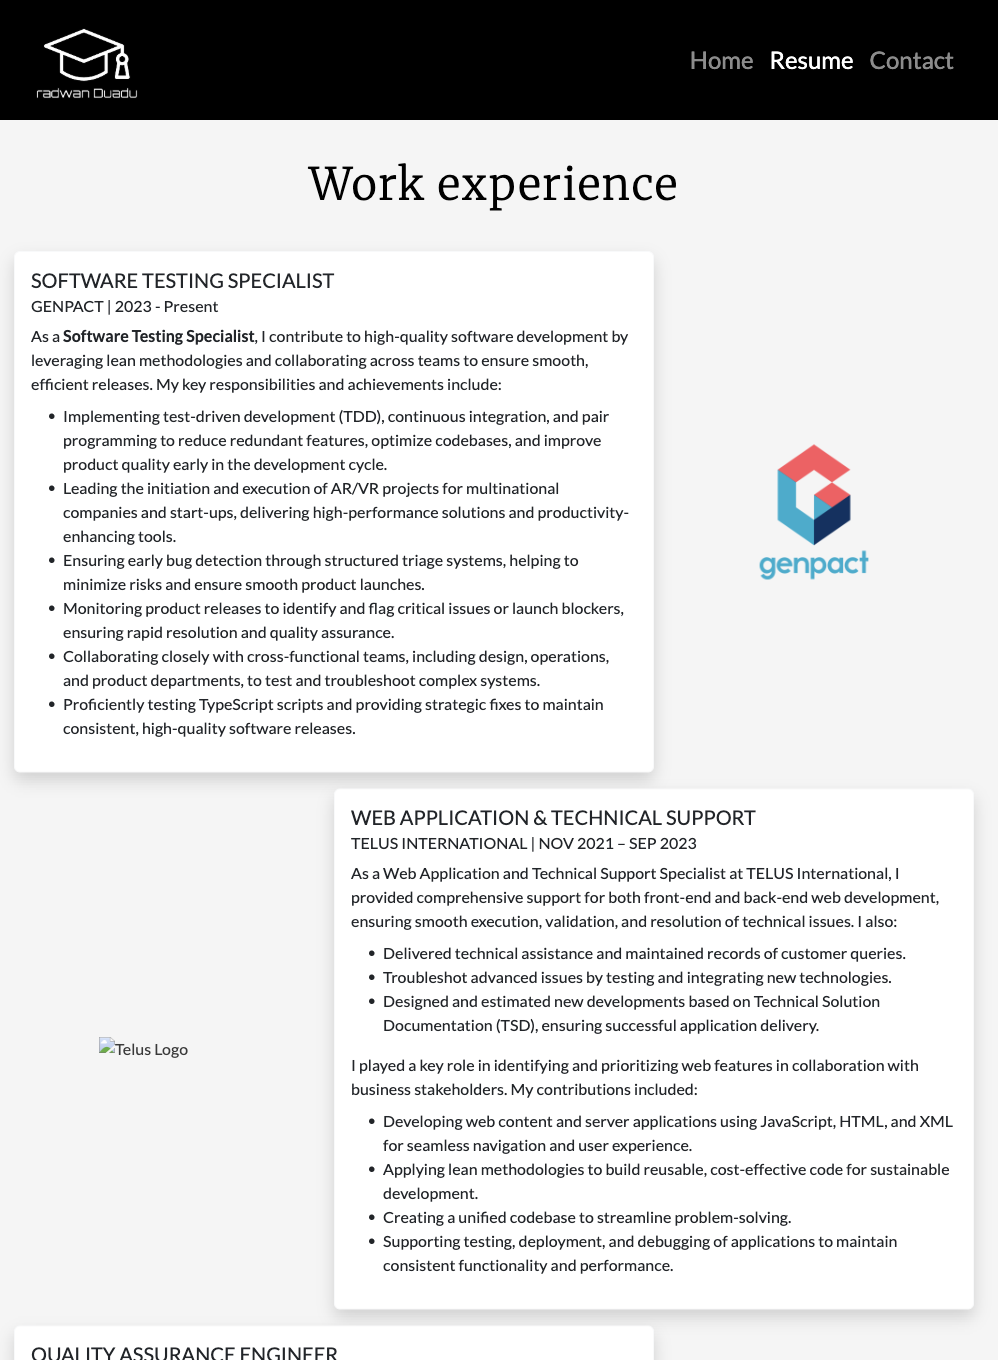 radwan Duadu
Home Resume Contact
Work experience
SOFTWARE TESTING SPECIALIST
GENPACT | 2023 - Present
As a Software Testing Specialist, I contribute to high-quality software development by
leveraging lean methodologies and collaborating across teams to ensure smooth,
efficient releases. My key responsibilities and achievements include:
• Implementing test-driven development (TDD), continuous integration, and pair
programming to reduce redundant features, optimize codebases, and improve
product quality early in the development cycle.
• Leading the initiation and execution of AR/VR projects for multinational
companies and start-ups, delivering high-performance solutions and productivity-
enhancing tools.
• Ensuring early bug detection through structured triage systems, helping to
minimize risks and ensure smooth product launches.
• Monitoring product releases to identify and flag critical issues or launch blockers,
ensuring rapid resolution and quality assurance.
• Collaborating closely with cross-functional teams, including design, operations,
and product departments, to test and troubleshoot complex systems.
• Proficiently testing TypeScript scripts and providing strategic fixes to maintain
consistent, high-quality software releases.
genpact
WEB APPLICATION & TECHNICAL SUPPORT
TELUS INTERNATIONAL | NOV 2021 – SEP 2023
As a Web Application and Technical Support Specialist at TELUS International, I
provided comprehensive support for both front-end and back-end web development,
ensuring smooth execution, validation, and resolution of technical issues. I also:
• Delivered technical assistance and maintained records of customer queries.
• Troubleshot advanced issues by testing and integrating new technologies.
• Designed and estimated new developments based on Technical Solution
Documentation (TSD), ensuring successful application delivery.
I played a key role in identifying and prioritizing web features in collaboration with
business stakeholders. My contributions included:
• Developing web content and server applications using JavaScript, HTML, and XML
for seamless navigation and user experience.
• Applying lean methodologies to build reusable, cost-effective code for sustainable
development.
• Creating a unified codebase to streamline problem-solving.
• Supporting testing, deployment, and debugging of applications to maintain
consistent functionality and performance.
Telus Logo
QUALITY ASSURANCE ENGINEER